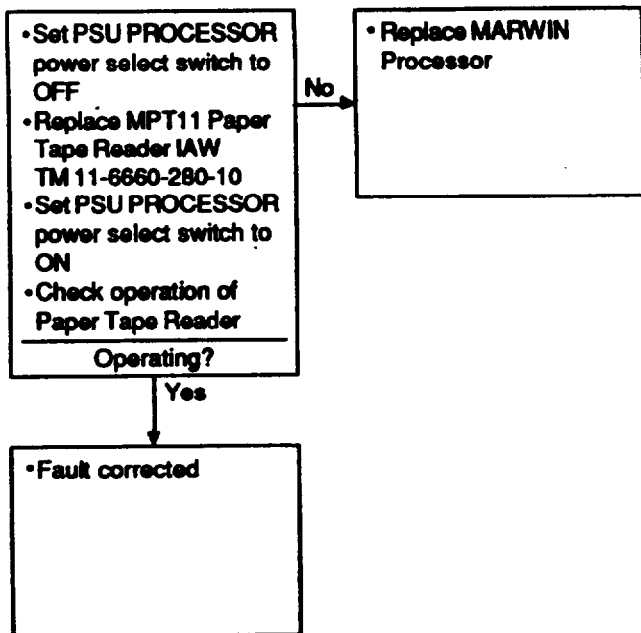 •Set PSU PROCESSOR
power select switch to
OFF
•Replace MPT11 Paper
Tape Reader IAW
TM 11-6660-280-10
•Set PSU PROCESSOR
power select switch to
ON
•Check operation of
Paper Tape Reader
Operating?
No
• Replace MARWIN
Processor
Yes
•Fault corrected